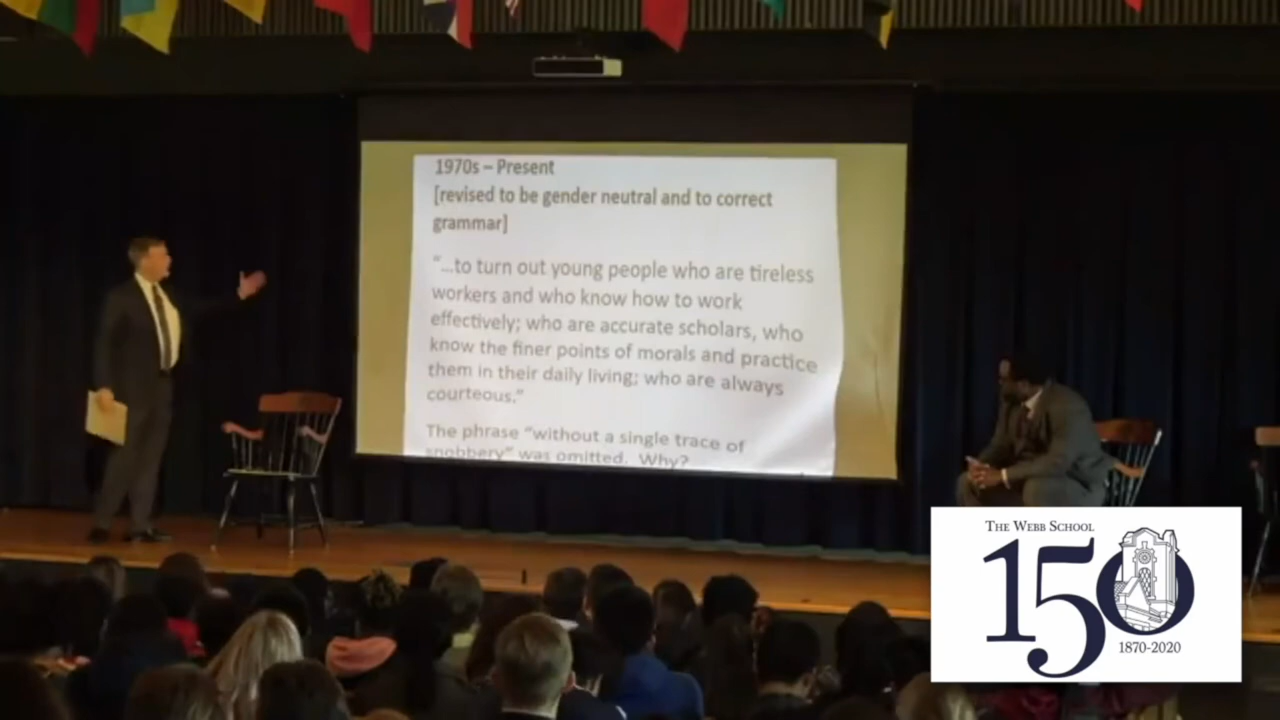 1970s – Present
[revised to be gender neutral and to correct
grammar]
“...to turn out young people who are tireless
workers and who know how to work
effectively; who are accurate scholars, who
know the finer points of morals and practice
them in their daily living; who are always
courteous.”
The phrase “without a single trace of
snobbery” was omitted. Why?
THE WEBB SCHOOL
150
1870-2020